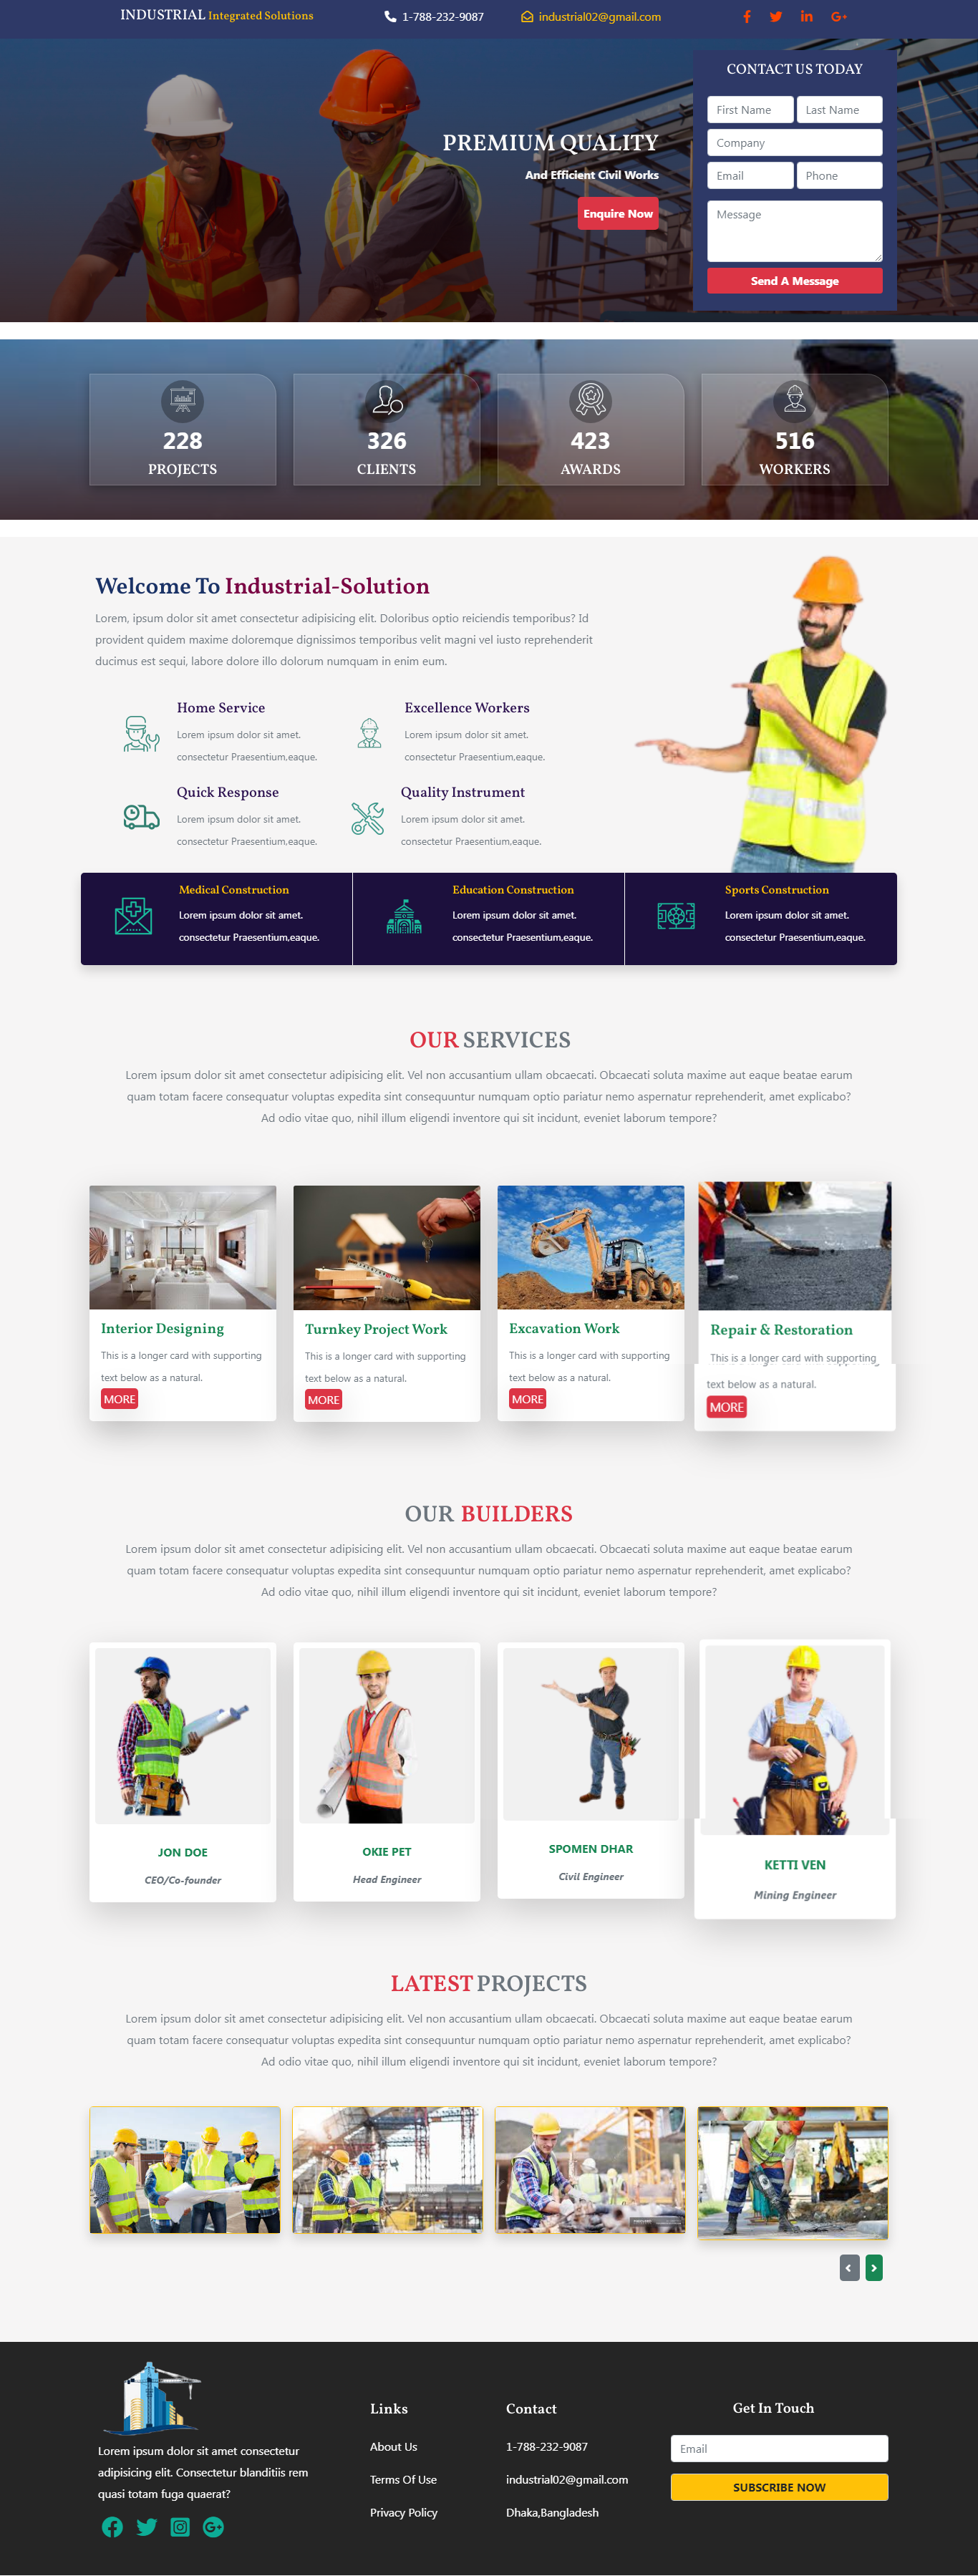 INDUSTRIAL Integrated Solutions
1-788-232-9087
industrial02@gmail.com
CONTACT US TODAY
First Name
Last Name
Company
Email
Phone
Message
Send A Message
PREMIUM QUALITY
And Efficient Civil Works
Enquire Now
228
PROJECTS
326
CLIENTS
423
AWARDS
516
WORKERS
Welcome To Industrial-Solution
Lorem, ipsum dolor sit amet consectetur adipisicing elit. Doloribus optio reiciendis temporibus? Id
provident quidem maxime doloremque dignissimos temporibus velit magni vel iusto reprehenderit
ducimus est sequi, labore dolore illo dolorum numquam in enim eum.
Home Service
Lorem ipsum dolor sit amet.
consectetur Praesentium,eaque.
Excellence Workers
Lorem ipsum dolor sit amet.
consectetur Praesentium,eaque.
Quick Response
Lorem ipsum dolor sit amet.
consectetur Praesentium,eaque.
Quality Instrument
Lorem ipsum dolor sit amet.
consectetur Praesentium,eaque.
Medical Construction
Lorem ipsum dolor sit amet.
consectetur Praesentium,eaque.
Education Construction
Lorem ipsum dolor sit amet.
consectetur Praesentium,eaque.
Sports Construction
Lorem ipsum dolor sit amet.
consectetur Praesentium,eaque.
OUR SERVICES
Lorem ipsum dolor sit amet consectetur adipisicing elit. Vel non accusantium ullam obcaecati. Obcaecati soluta maxime aut eaque beatae earum
quam totam facere consequatur voluptas expedita sint consequuntur numquam optio pariatur nemo aspernatur reprehenderit, amet explicabo?
Ad odio vitae quo, nihil illum eligendi inventore qui sit incidunt, eveniet laborum tempore?
Interior Designing
This is a longer card with supporting
text below as a natural.
MORE
Turnkey Project Work
This is a longer card with supporting
text below as a natural.
MORE
Excavation Work
This is a longer card with supporting
text below as a natural.
MORE
Repair & Restoration
This is a longer card with supporting
text below as a natural.
MORE
OUR BUILDERS
Lorem ipsum dolor sit amet consectetur adipisicing elit. Vel non accusantium ullam obcaecati. Obcaecati soluta maxime aut eaque beatae earum
quam totam facere consequatur voluptas expedita sint consequuntur numquam optio pariatur nemo aspernatur reprehenderit, amet explicabo?
Ad odio vitae quo, nihil illum eligendi inventore qui sit incidunt, eveniet laborum tempore?
JON DOE
CEO/Co-founder
OKIE PET
Head Engineer
SPOMEN DHAR
Civil Engineer
KETTI VEN
Mining Engineer
LATEST PROJECTS
Lorem ipsum dolor sit amet consectetur adipisicing elit. Vel non accusantium ullam obcaecati. Obcaecati soluta maxime aut eaque beatae earum
quam totam facere consequatur voluptas expedita sint consequuntur numquam optio pariatur nemo aspernatur reprehenderit, amet explicabo?
Ad odio vitae quo, nihil illum eligendi inventore qui sit incidunt, eveniet laborum tempore?
Lorem ipsum dolor sit amet consectetur
adipisicing elit. Consectetur blanditiis rem
quasi totam fuga quaerat?
Links
About Us
Terms Of Use
Privacy Policy
Contact
1-788-232-9087
industrial02@gmail.com
Dhaka,Bangladesh
Get In Touch
Email
SUBSCRIBE NOW